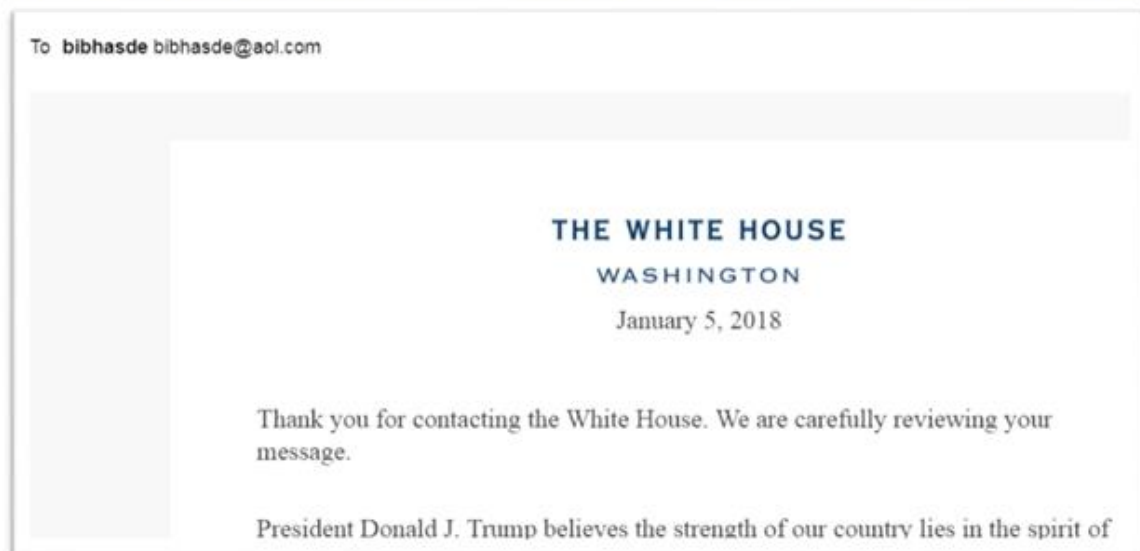 To bibhasde bibhasde@aol.com
THE WHITE HOUSE
WASHINGTON
January 5, 2018
Thank you for contacting the White House. We are carefully reviewing your
message.
President Donald J. Trump believes the strength of our country lies in the spirit of